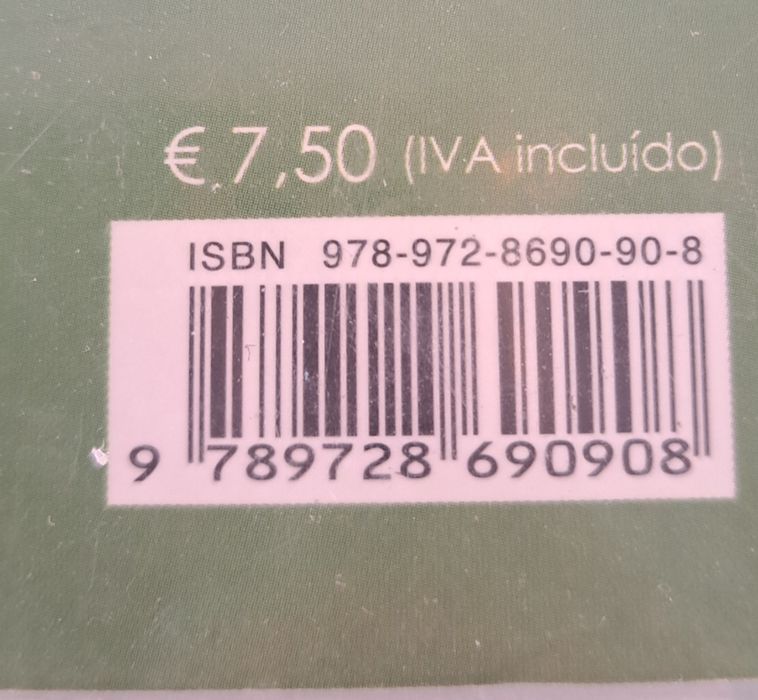 € 7,50 (IVA incluído)
ISBN 978-972-8690-90-8
9 789728 690908